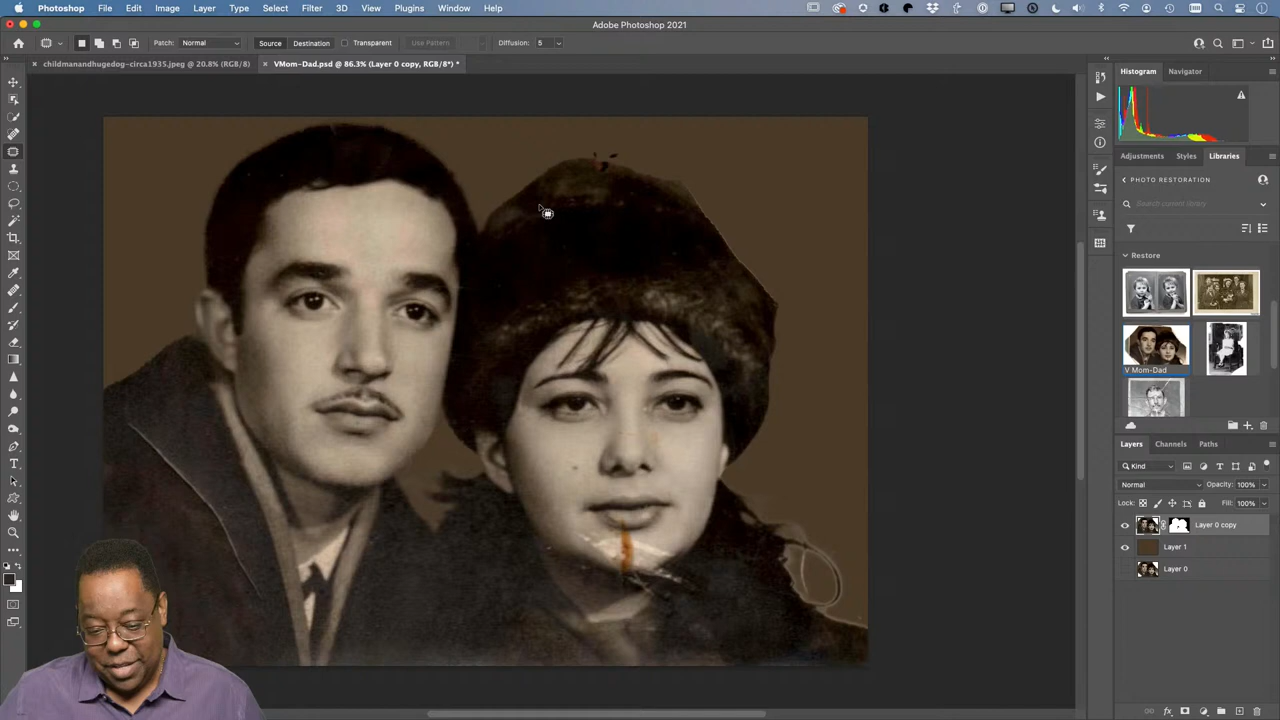 Photoshop File Edit Image Layer Type Select Filter 3D View Plugins Window Help
Adobe Photoshop 2021
Patch: Normal Source Destination Transparent Use Pattern Diffusion: 5
childmanandhugedog-circa1935.jpeg @ 20.8% (RGB/8) VMom-Dad.psd @ 86.3% (Layer 0 copy, RGB/8*) *
Histogram Navigator
Adjustments Styles Libraries
PHOTO RESTORATION
Search current library
Restore
V Mom-Dad
Layers Channels Paths
Kind
Normal Opacity: 100%
Lock: Fill: 100%
Layer 0 copy
Layer 1
Layer 0